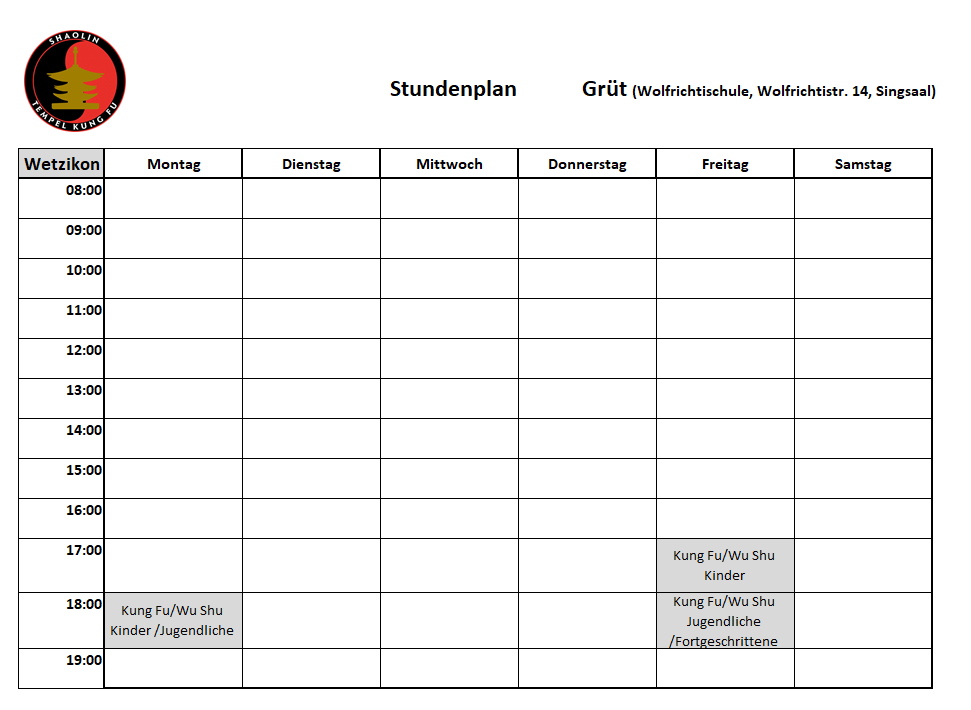 SHAOLIN
TEMPEL KUNG FU
Stundenplan Grüt (Wolfrichtischule, Wolfrichtistr. 14, Singsaal)
Wetzikon Montag Dienstag Mittwoch Donnerstag Freitag Samstag
08:00
09:00
10:00
11:00
12:00
13:00
14:00
15:00
16:00
17:00
Kung Fu/Wu Shu
Kinder
18:00
Kung Fu/Wu Shu
Kinder /Jugendliche
Kung Fu/Wu Shu
Jugendliche
/Fortgeschrittene
19:00